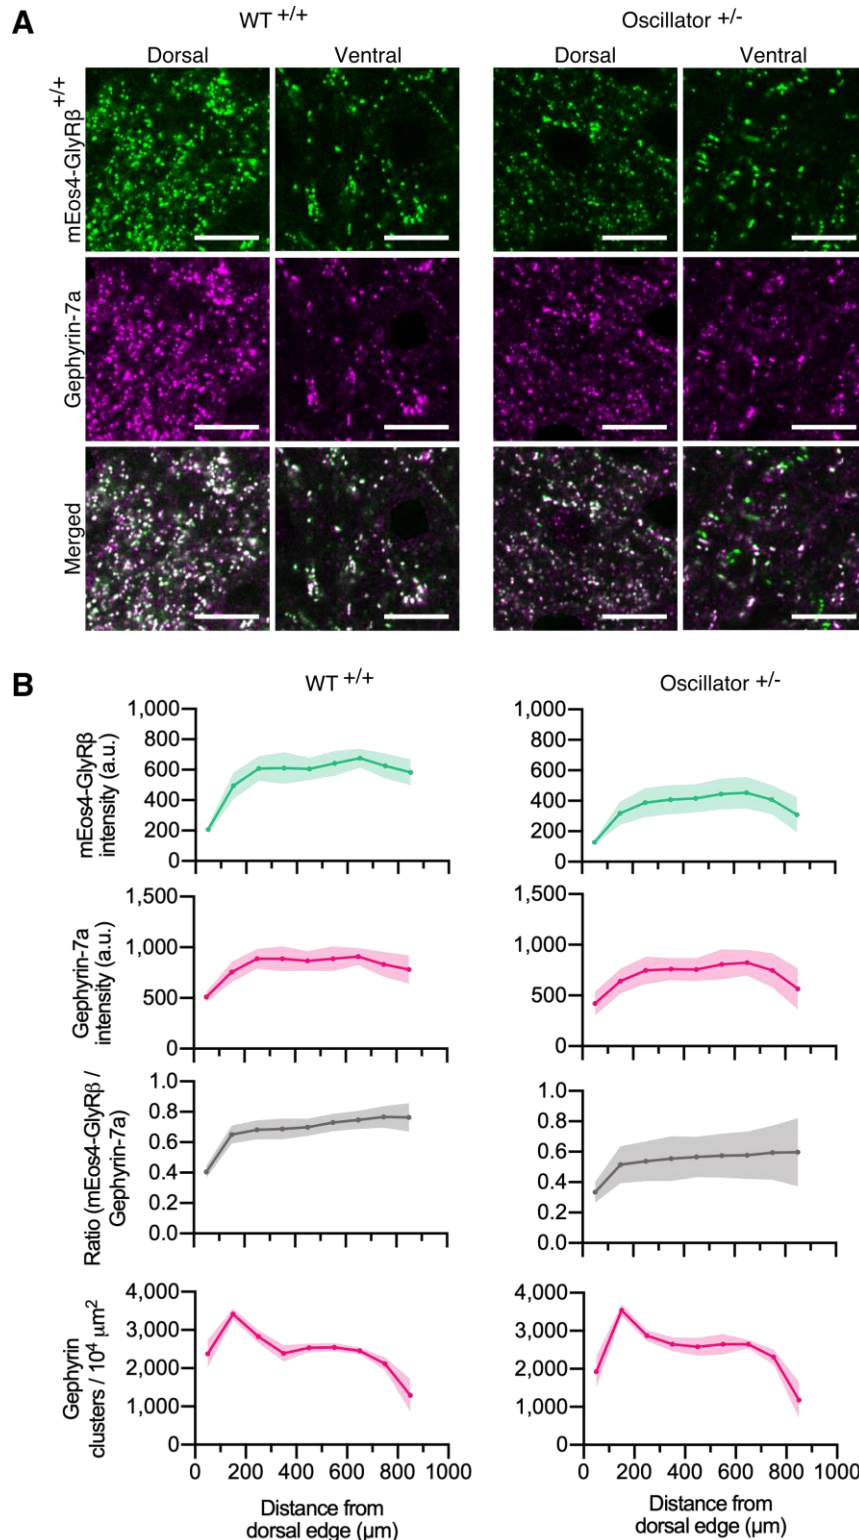 A
WT +/+
Oscillator +/-
Dorsal
Ventral
Dorsal
Ventral
mEos4-GlyRβ+/+
Gephyrin-7a
Merged
B
WT +/+
Oscillator +/-
mEos4-GlyRβ
intensity (a.u.)
1,000
800
600
400
200
0
1,000
800
600
400
200
0
Gephyrin-7a
intensity (a.u.)
1,500
1,000
500
0
1,500
1,000
500
0
Ratio (mEos4-GlyRβ /
Gephyrin-7a)
1.0
0.8
0.6
0.4
0.2
0.0
1.0
0.8
0.6
0.4
0.2
0.0
Gephyrin
clusters / 10⁴ μm²
4,000
3,000
2,000
1,000
0
4,000
3,000
2,000
1,000
0
0 200 400 600 800 1000
0 200 400 600 800 1000
Distance from
dorsal edge (μm)
Distance from
dorsal edge (μm)